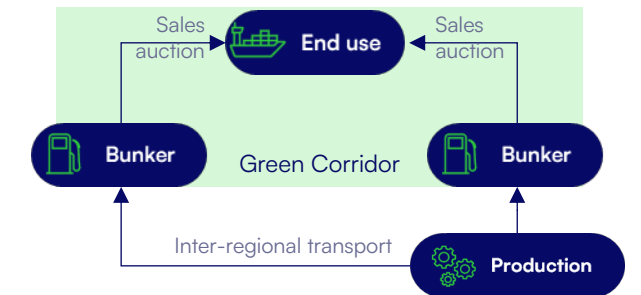 Sales
auction
End use
Sales
auction
Bunker
Green Corridor
Bunker
Inter-regional transport
Production